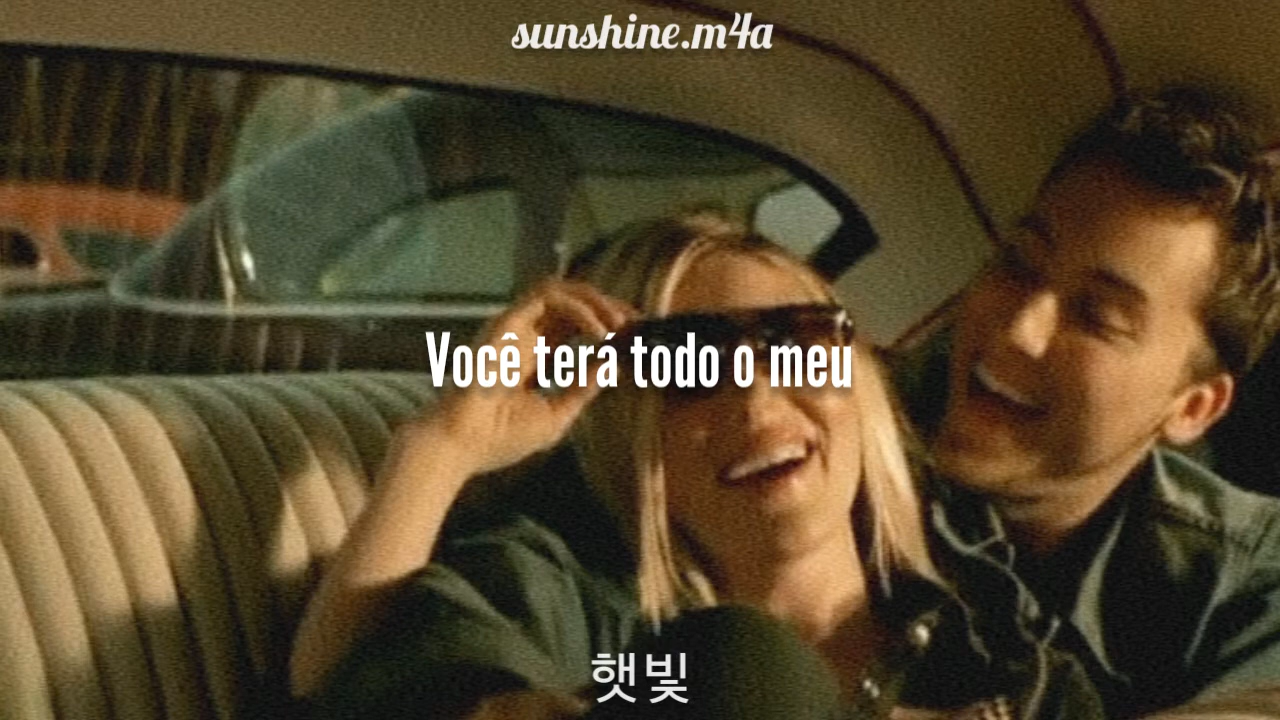 sunshine.m4a
Você terá todo o meu
햇빛